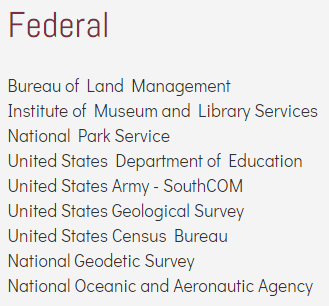 Federal
Bureau of Land Management
Institute of Museum and Library Services
National Park Service
United States Department of Education
United States Army - SouthCOM
United States Geological Survey
United States Census Bureau
National Geodetic Survey
National Oceanic and Aeronautic Agency